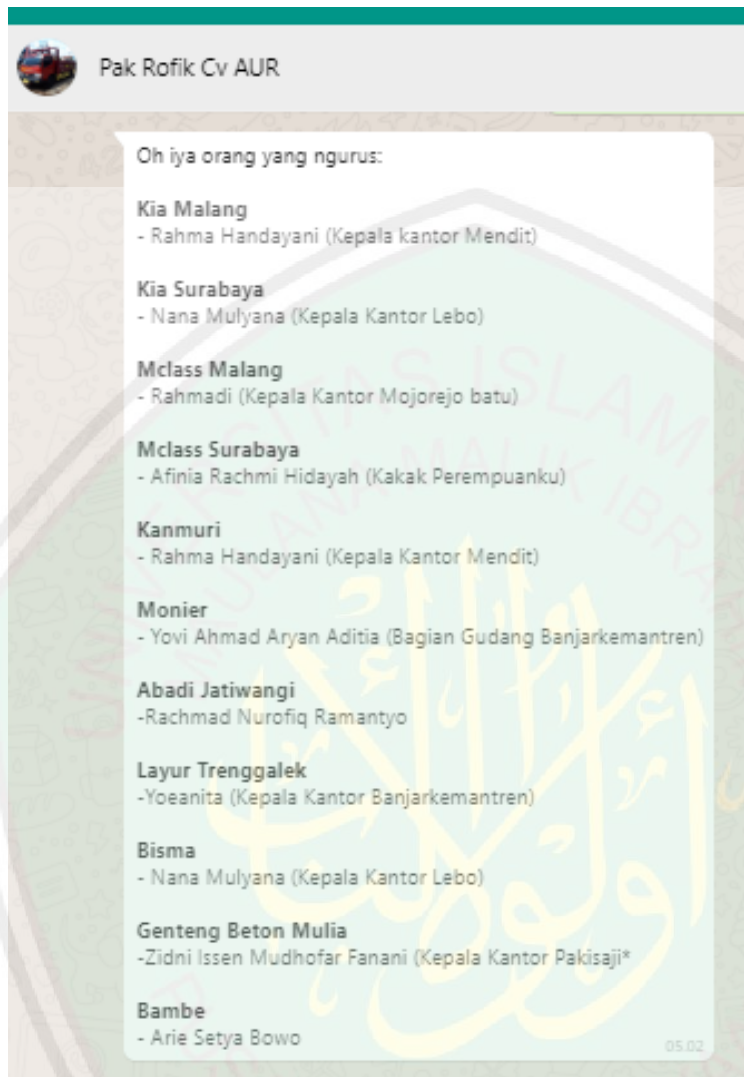 Pak Rofik Cv AUR
Oh iya orang yang ngurus:
Kia Malang
- Rahma Handayani (Kepala kantor Mendit)
Kia Surabaya
- Nana Mulyana (Kepala Kantor Lebo)
Mclass Malang
- Rahmadi (Kepala Kantor Mojorejo batu)
Mclass Surabaya
- Afinia Rachmi Hidayah (Kakak Perempuanku)
Kanmuri
- Rahma Handayani (Kepala Kantor Mendit)
Monier
- Yovi Ahmad Aryan Aditia (Bagian Gudang Banjarkemantren)
Abadi Jatiwangi
-Rachmad Nurofiq Ramantyo
Layur Trenggalek
-Yoeanita (Kepala Kantor Banjarkemantren)
Bisma
- Nana Mulyana (Kepala Kantor Lebo)
Genteng Beton Mulia
-Zidni Issen Mudhofar Fanani (Kepala Kantor Pakisaji*
Bambe
- Arie Setya Bowo
05.02